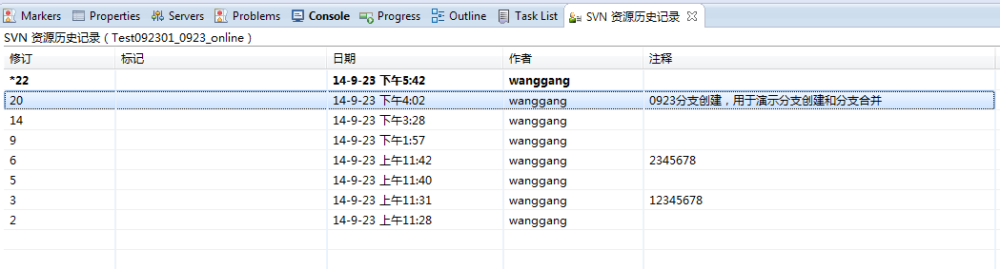 Markers Properties Servers Problems Console Progress Outline Task List SVN 资源历史记录
SVN 资源历史记录 ( Test092301_0923_online )
修订 标记 日期 作者 注释
*22 14-9-23 下午5:42 wanggang
20 14-9-23 下午4:02 wanggang 0923分支创建，用于演示分支创建和分支合并
14 14-9-23 下午3:28 wanggang
9 14-9-23 下午1:57 wanggang
6 14-9-23 上午11:42 wanggang 2345678
5 14-9-23 上午11:40 wanggang
3 14-9-23 上午11:31 wanggang 12345678
2 14-9-23 上午11:28 wanggang